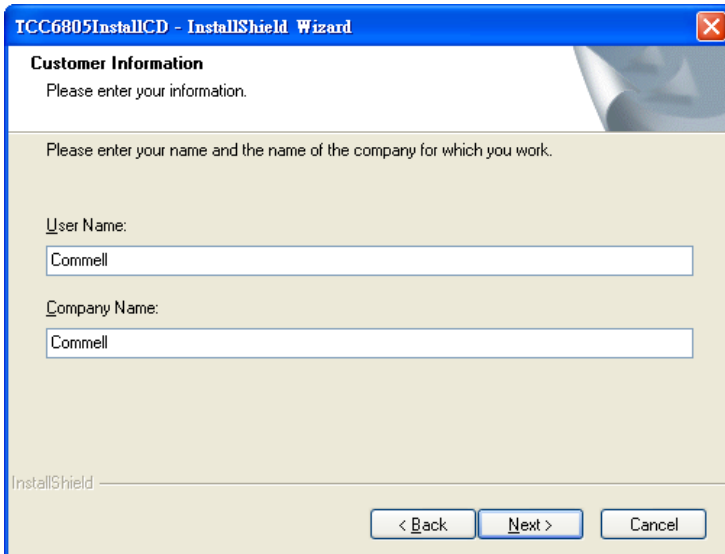 TCC6805InstallCD - InstallShield Wizard
Customer Information
Please enter your information.
Please enter your name and the name of the company for which you work.
User Name:
Commell
Company Name:
Commell
InstallShield
< Back
Next >
Cancel